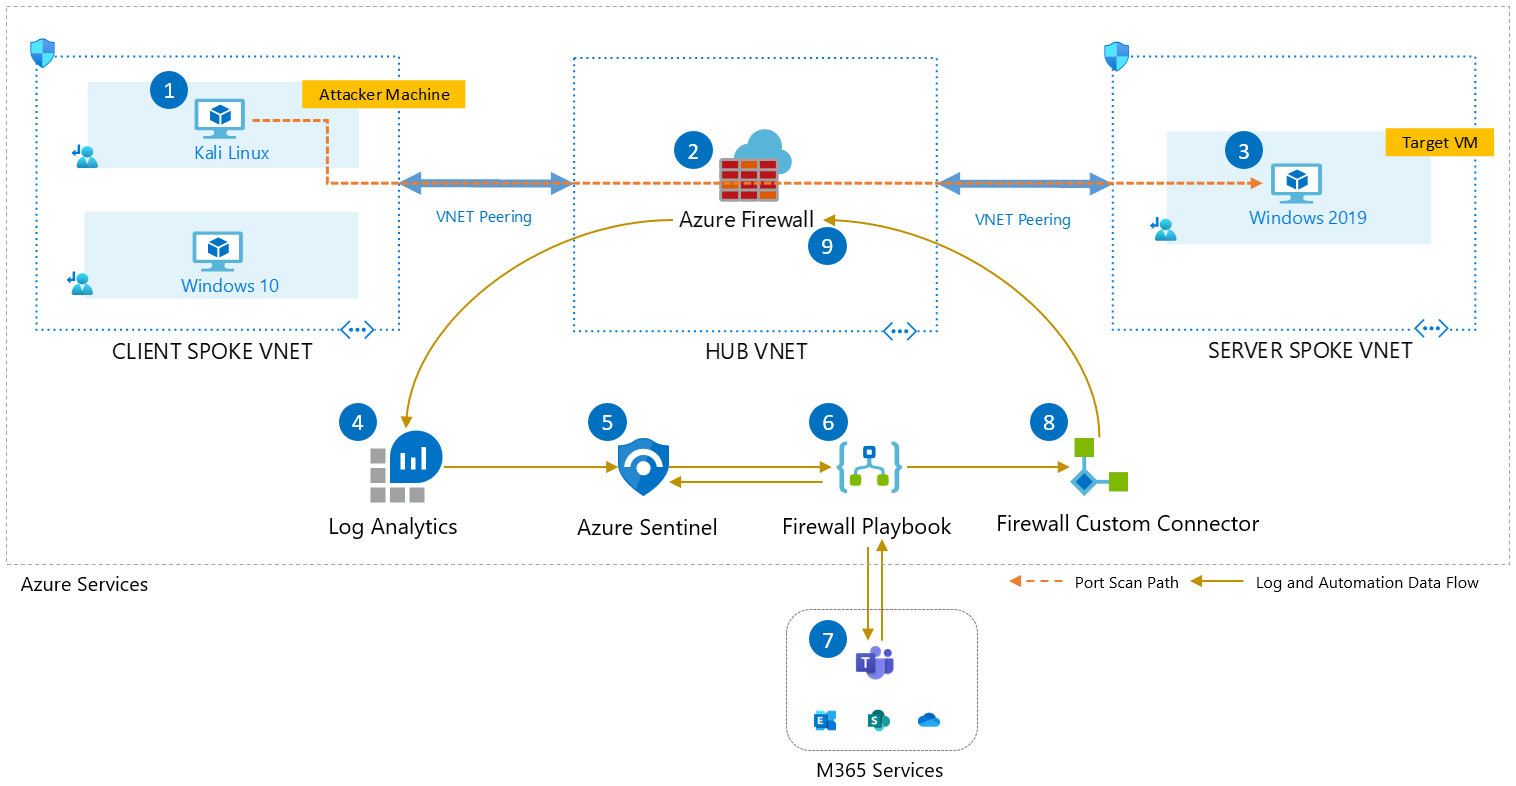 1
Attacker Machine
Kali Linux
Windows 10
CLIENT SPOKE VNET
VNET Peering
2
Azure Firewall
9
HUB VNET
VNET Peering
3
Target VM
Windows 2019
SERVER SPOKE VNET
4
Log Analytics
5
Azure Sentinel
6
Firewall Playbook
8
Firewall Custom Connector
Azure Services
Port Scan Path
Log and Automation Data Flow
7
T
E
S
M365 Services